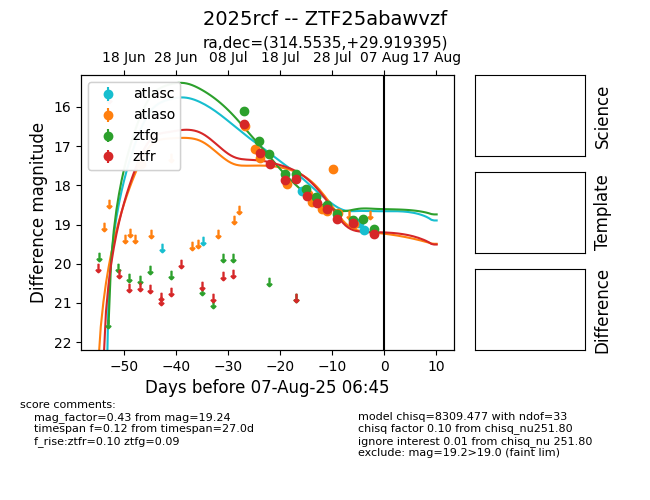 2025rcf -- ZTF25abawvzf
ra,dec=(314.5535,+29.919395)
18 Jun 28 Jun 08 Jul 18 Jul 28 Jul 07 Aug 17 Aug
atlasc
atlaso
ztfg
ztfr
16
17
18
19
20
21
22
Difference magnitude
−50 −40 −30 −20 −10 0 10
Days before 07-Aug-25 06:45
Science
Template
Difference
score comments:
mag_factor=0.43 from mag=19.24
timespan f=0.12 from timespan=27.0d
f_rise:ztfr=0.10 ztfg=0.09
model chisq=8309.477 with ndof=33
chisq factor 0.10 from chisq_nu251.80
ignore interest 0.01 from chisq_nu 251.80
exclude: mag=19.2>19.0 (faint lim)